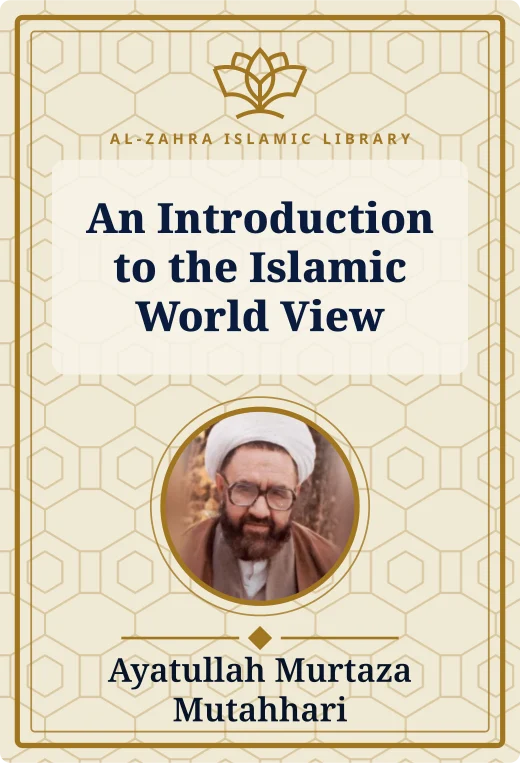 AL-ZAHRA ISLAMIC LIBRARY
An Introduction
to the Islamic
World View
Ayatullah Murtaza
Mutahhari